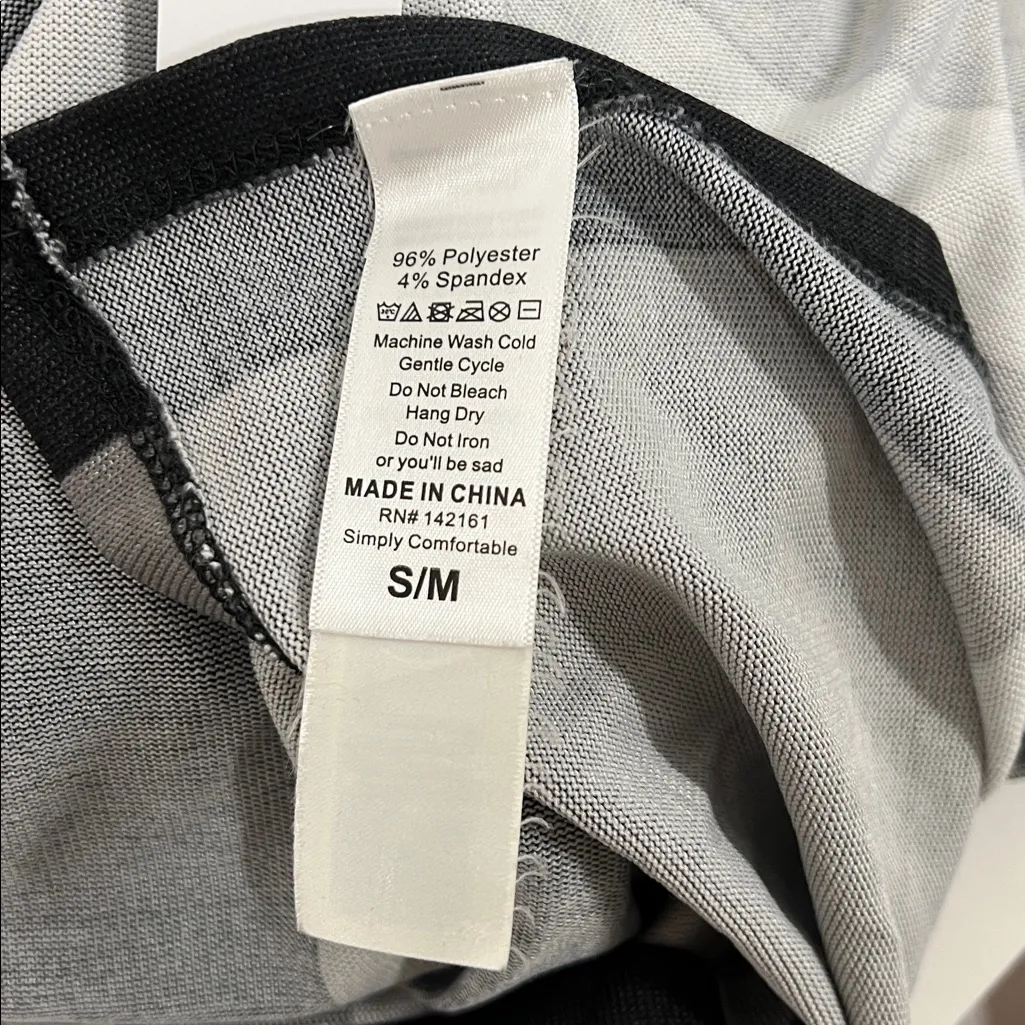 96% Polyester
4% Spandex
Machine Wash Cold
Gentle Cycle
Do Not Bleach
Hang Dry
Do Not Iron
or you'll be sad
MADE IN CHINA
RN# 142161
Simply Comfortable
S/M